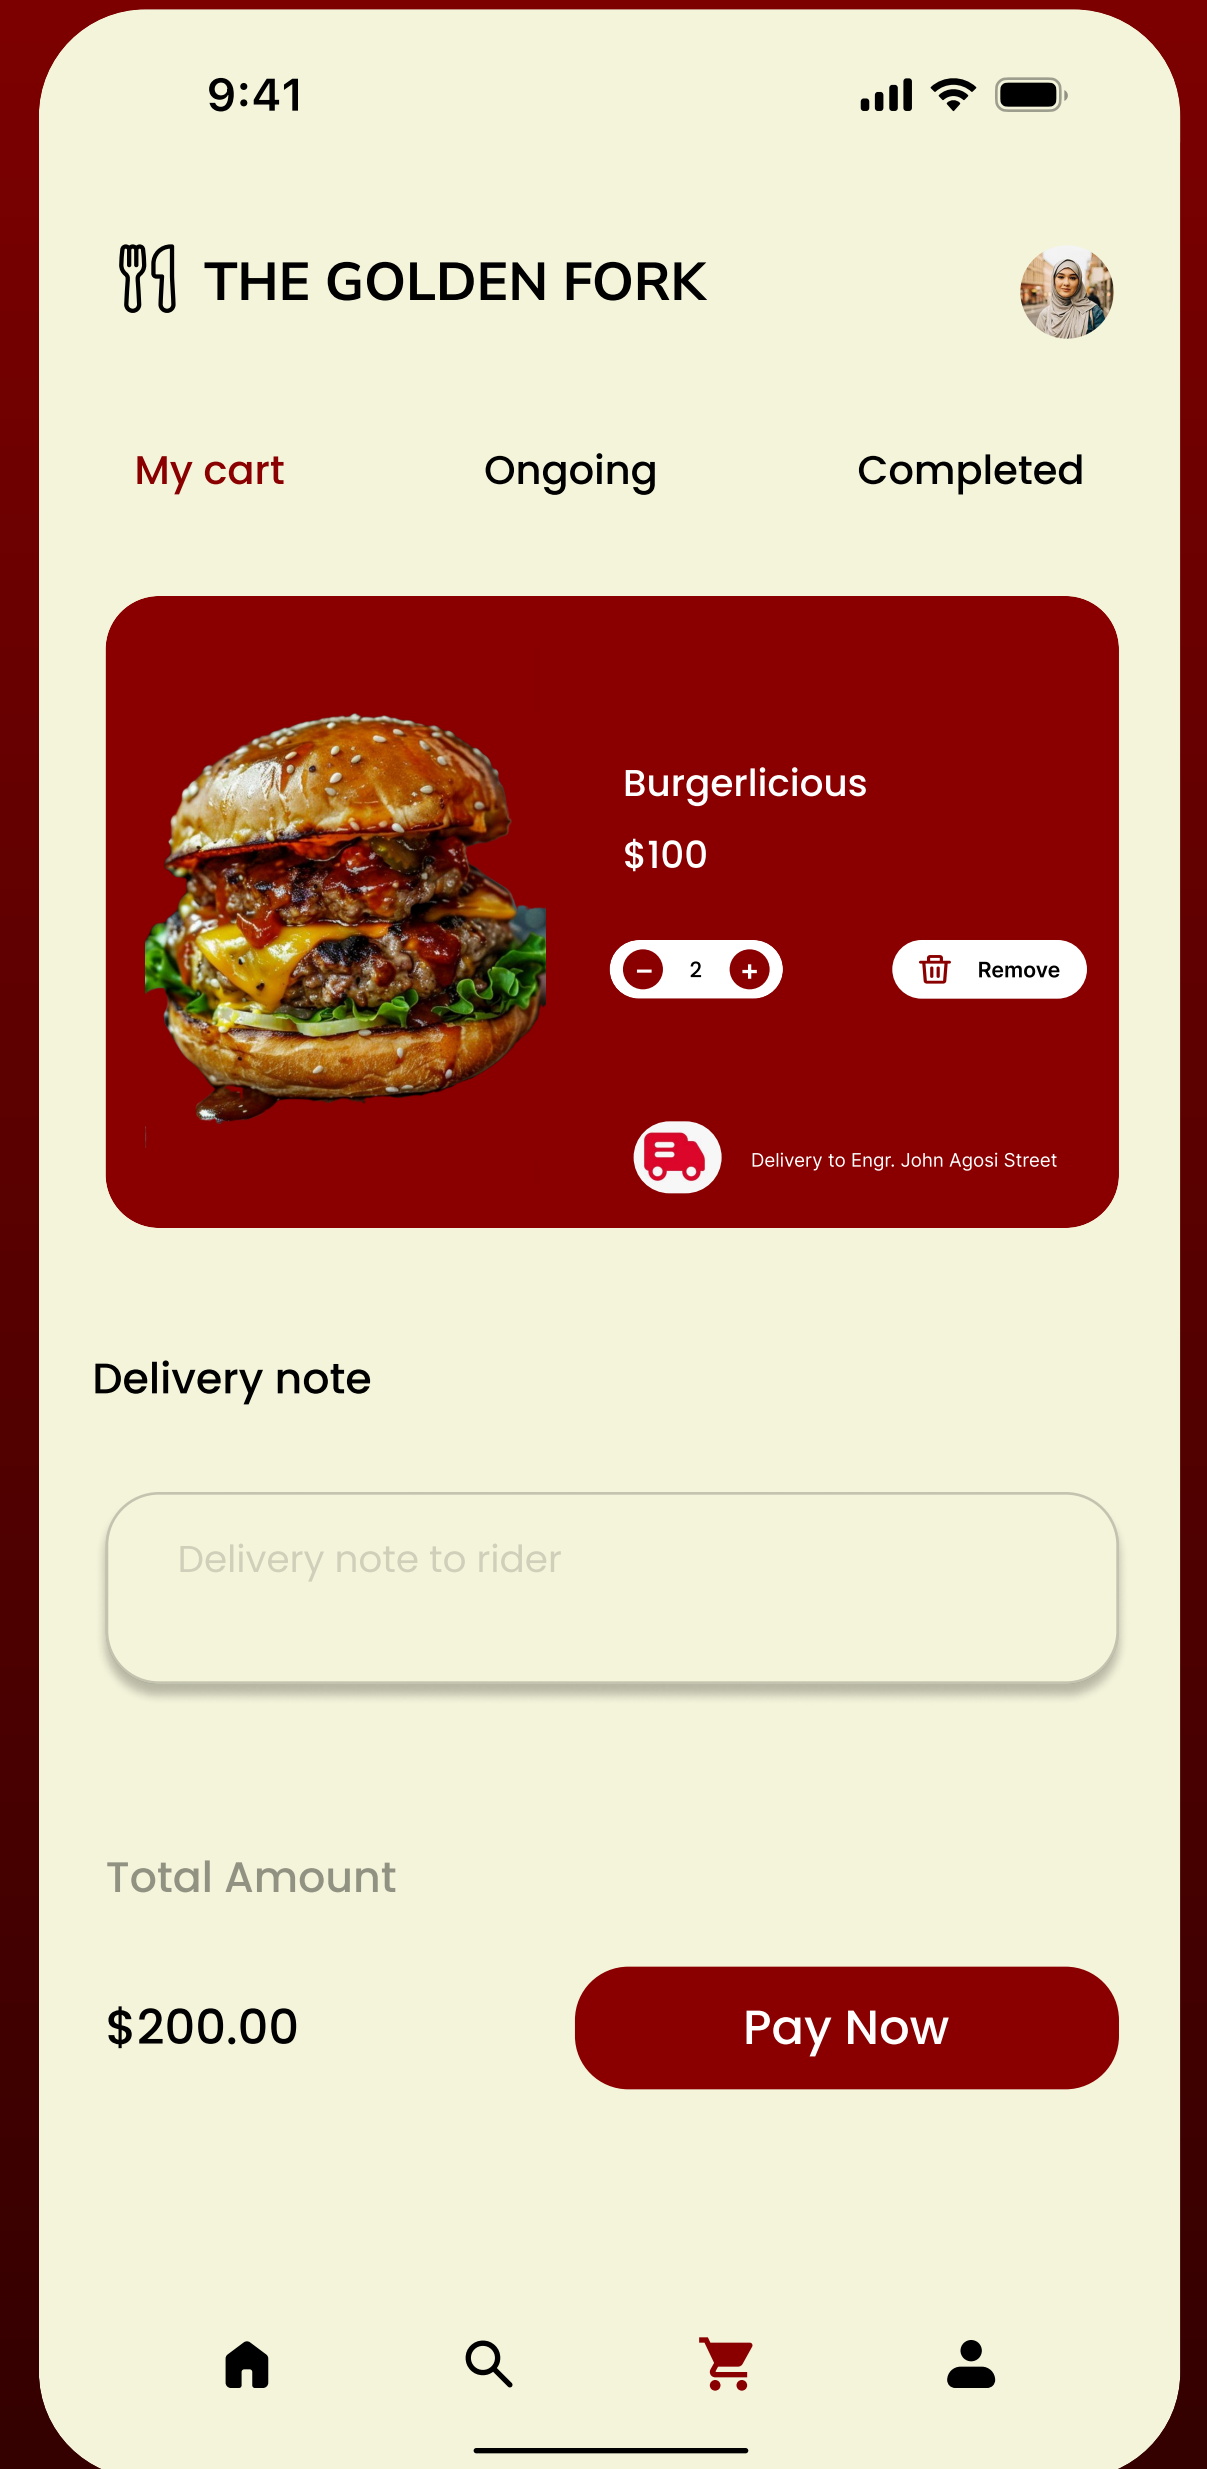 9:41
THE GOLDEN FORK
My cart Ongoing Completed
Burgerlicious
$100
2 Remove
Delivery to Engr. John Agosi Street
Delivery note
Delivery note to rider
Total Amount
$200.00 Pay Now